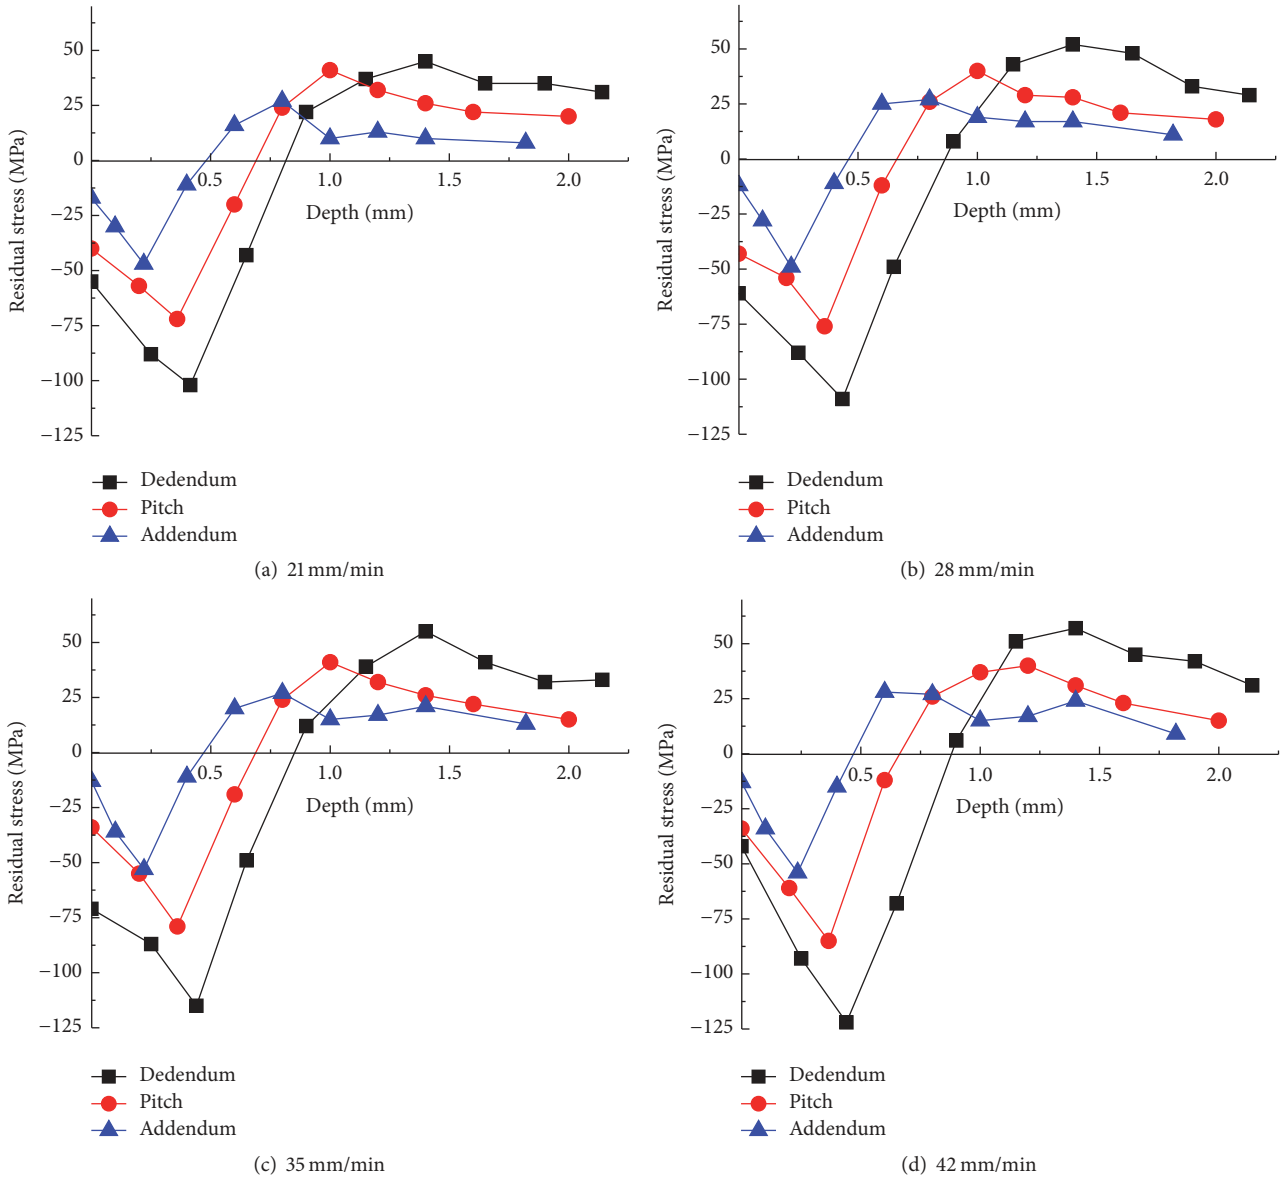 50
25
0
−25
−50
−75
−100
−125
0.5
1.0
1.5
2.0
Residual stress (MPa)
Depth (mm)
Dedendum
Pitch
Addendum
(a) 21 mm/min
50
25
0
−25
−50
−75
−100
−125
0.5
1.0
1.5
2.0
Residual stress (MPa)
Depth (mm)
Dedendum
Pitch
Addendum
(b) 28 mm/min
50
25
0
−25
−50
−75
−100
−125
0.5
1.0
1.5
2.0
Residual stress (MPa)
Depth (mm)
Dedendum
Pitch
Addendum
(c) 35 mm/min
50
25
0
−25
−50
−75
−100
−125
0.5
1.0
1.5
2.0
Residual stress (MPa)
Depth (mm)
Dedendum
Pitch
Addendum
(d) 42 mm/min